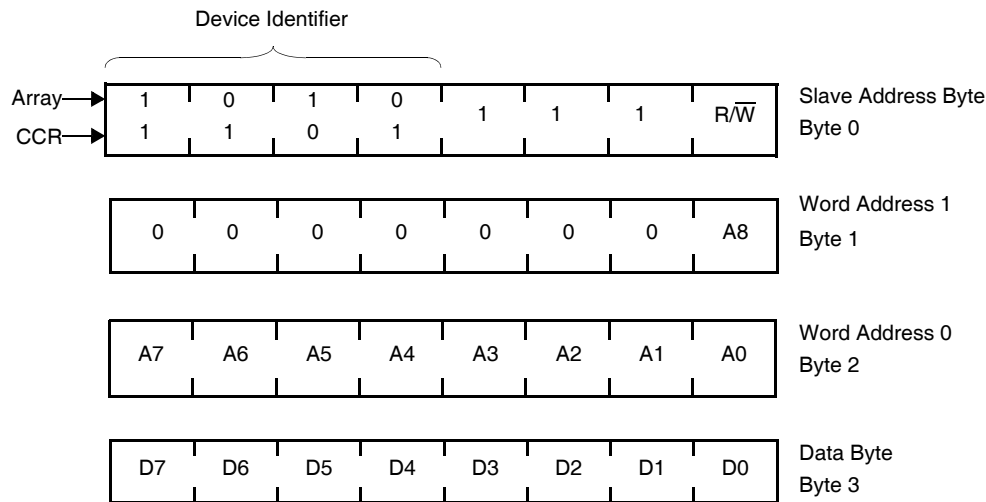 Device Identifier
Array 1 0 1 0 1 1 1 R/W̅ Slave Address Byte
CCR 1 1 0 1 Byte 0
0 0 0 0 0 0 0 A8 Word Address 1
Byte 1
A7 A6 A5 A4 A3 A2 A1 A0 Word Address 0
Byte 2
D7 D6 D5 D4 D3 D2 D1 D0 Data Byte
Byte 3